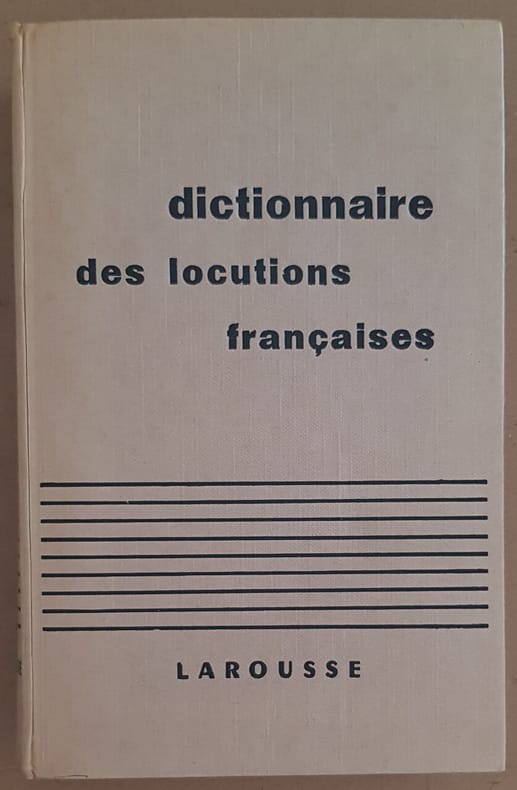 dictionnaire
des locutions
françaises
LAROUSSE